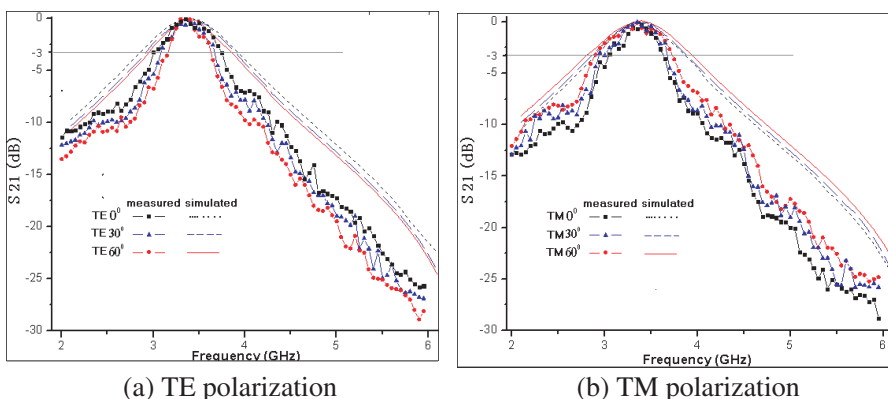 0
-3
-5
-10
-15
-20
-25
-30
S 21 (dB)
measured simulated
TE 0⁰
TE 30⁰
TE 60⁰
2 3 4 5 6
Frequency (GHz)
(a) TE polarization
0
-3
-5
-10
-15
-20
-25
-30
S 21 (dB)
measured simulated
TM 0⁰
TM 30⁰
TM 60⁰
2 3 4 5 6
Frequency (GHz)
(b) TM polarization